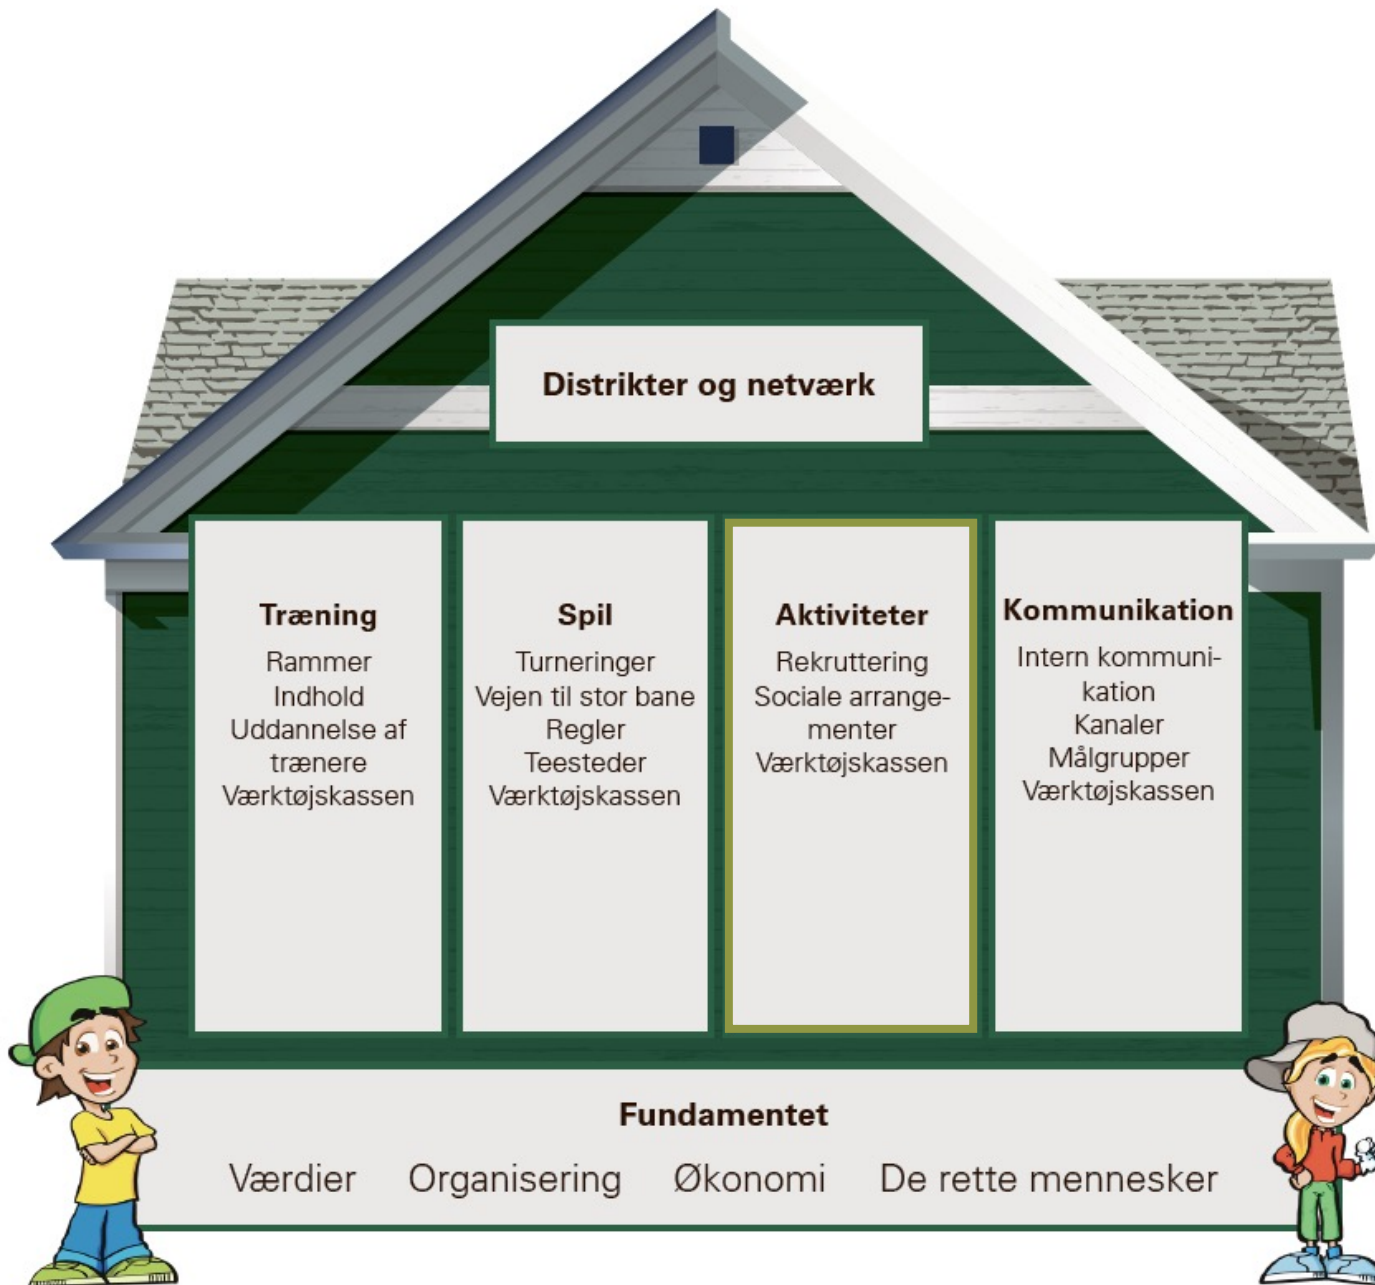 Distrikter og netværk
Træning
Rammer
Indhold
Uddannelse af
trænere
Værktøjskassen
Spil
Turneringer
Vejen til stor bane
Regler
Teesteder
Værktøjskassen
Aktiviteter
Rekruttering
Sociale arrange-
menter
Værktøjskassen
Kommunikation
Intern kommuni-
kation
Kanaler
Målgrupper
Værktøjskassen
Fundamentet
Værdier Organisering Økonomi De rette mennesker